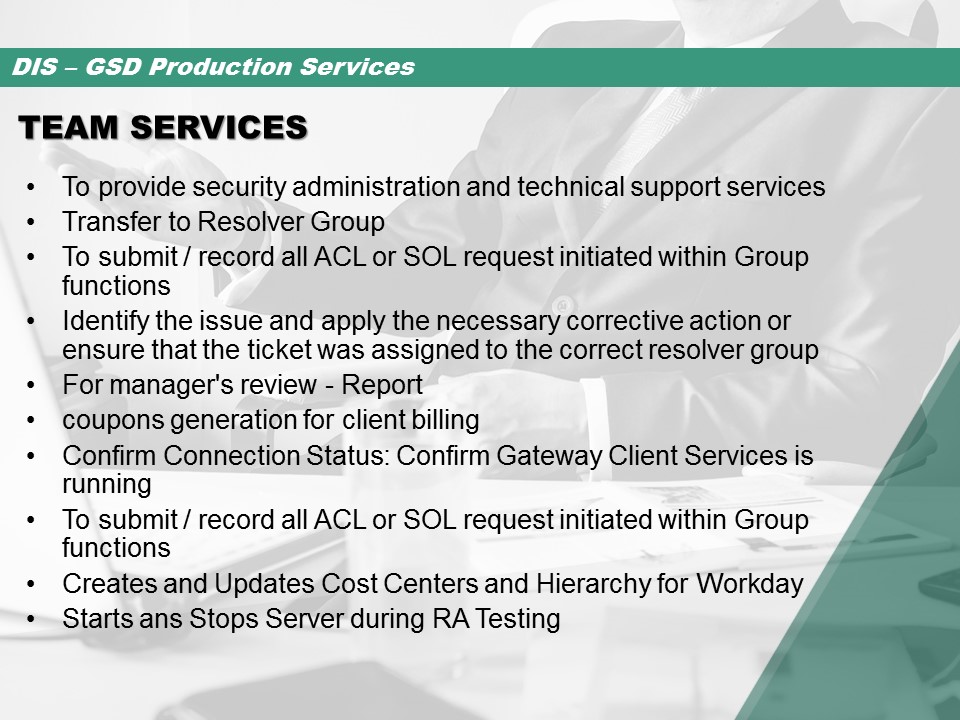 DIS – GSD Production Services
TEAM SERVICES
• To provide security administration and technical support services
• Transfer to Resolver Group
• To submit / record all ACL or SOL request initiated within Group
functions
• Identify the issue and apply the necessary corrective action or
ensure that the ticket was assigned to the correct resolver group
• For manager's review - Report
• coupons generation for client billing
• Confirm Connection Status: Confirm Gateway Client Services is
running
• To submit / record all ACL or SOL request initiated within Group
functions
• Creates and Updates Cost Centers and Hierarchy for Workday
• Starts ans Stops Server during RA Testing